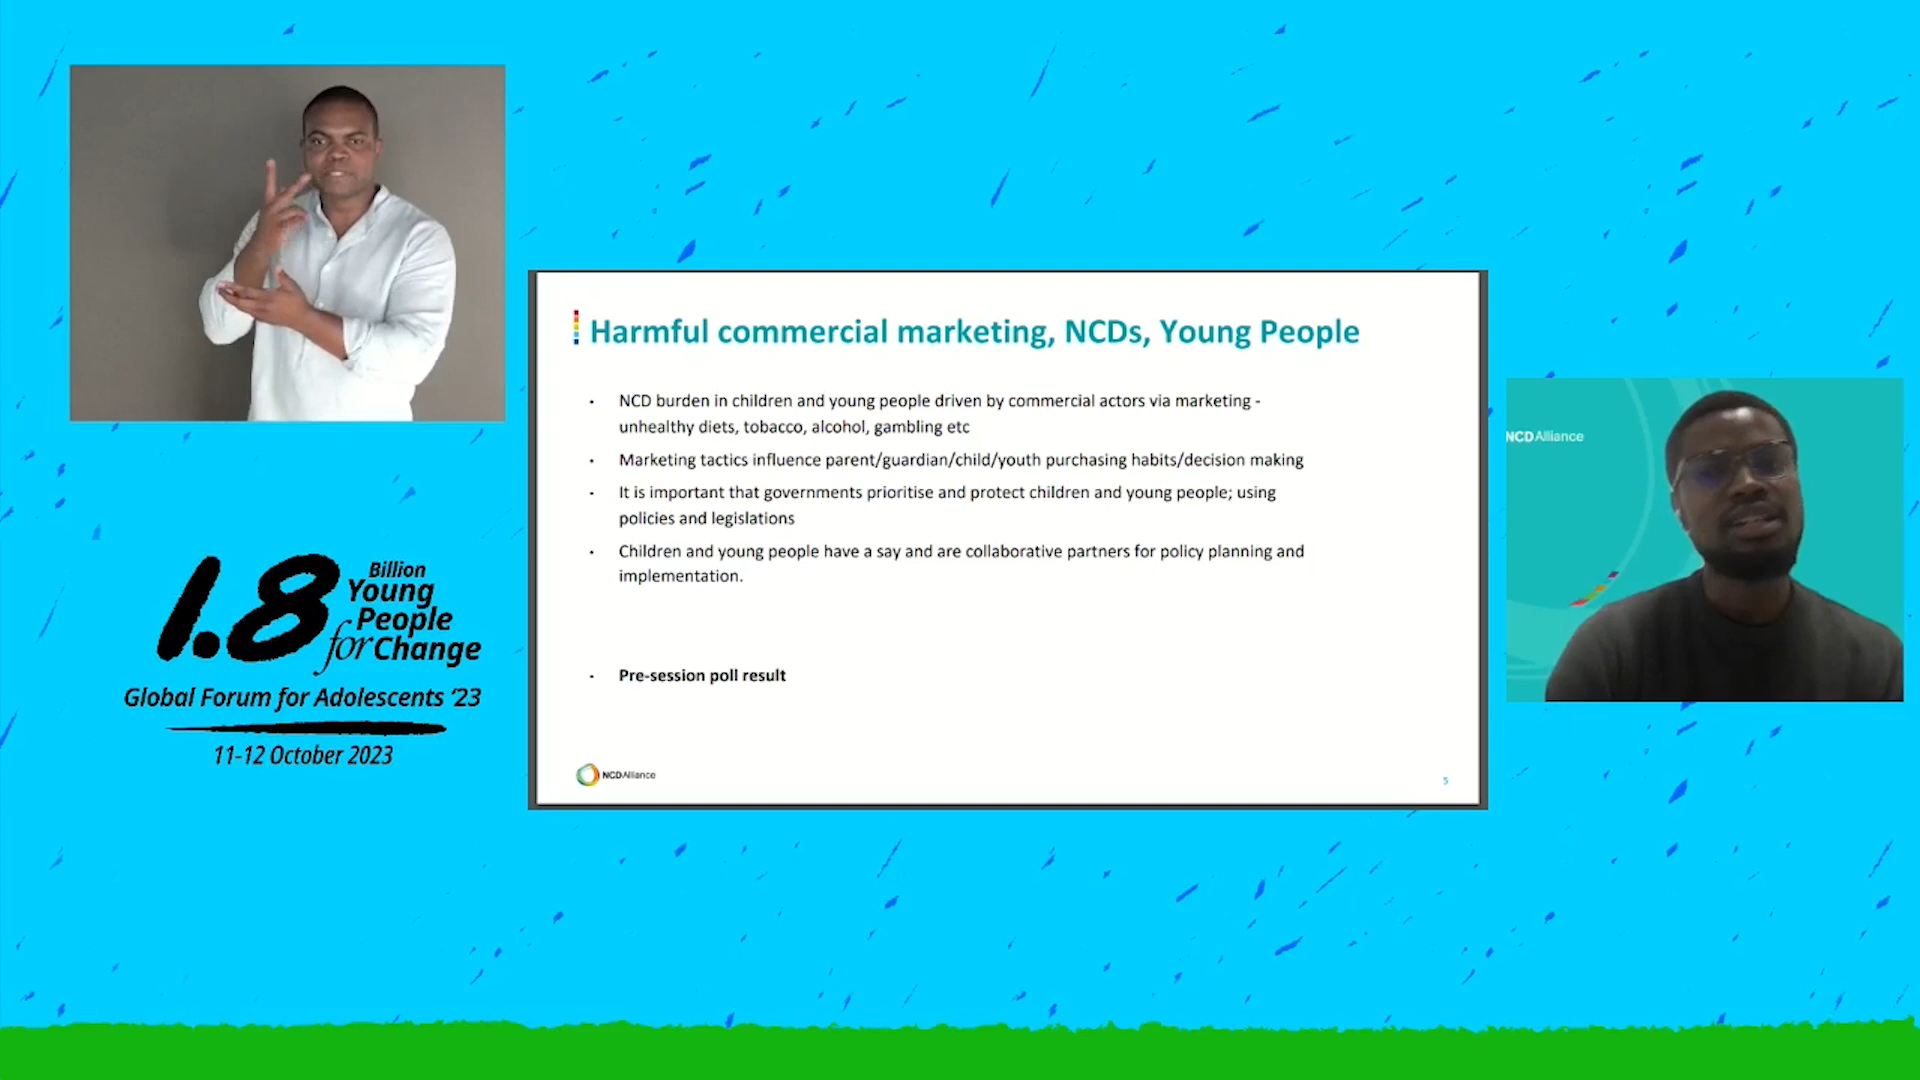 Harmful commercial marketing, NCDs, Young People
• NCD burden in children and young people driven by commercial actors via marketing -
unhealthy diets, tobacco, alcohol, gambling etc
• Marketing tactics influence parent/guardian/child/youth purchasing habits/decision making
• It is important that governments prioritise and protect children and young people; using
policies and legislations
• Children and young people have a say and are collaborative partners for policy planning and
implementation.
• Pre-session poll result
NCDAlliance
5
NCDAlliance
1.8 Billion
Young
People
for Change
Global Forum for Adolescents ‘23
11-12 October 2023